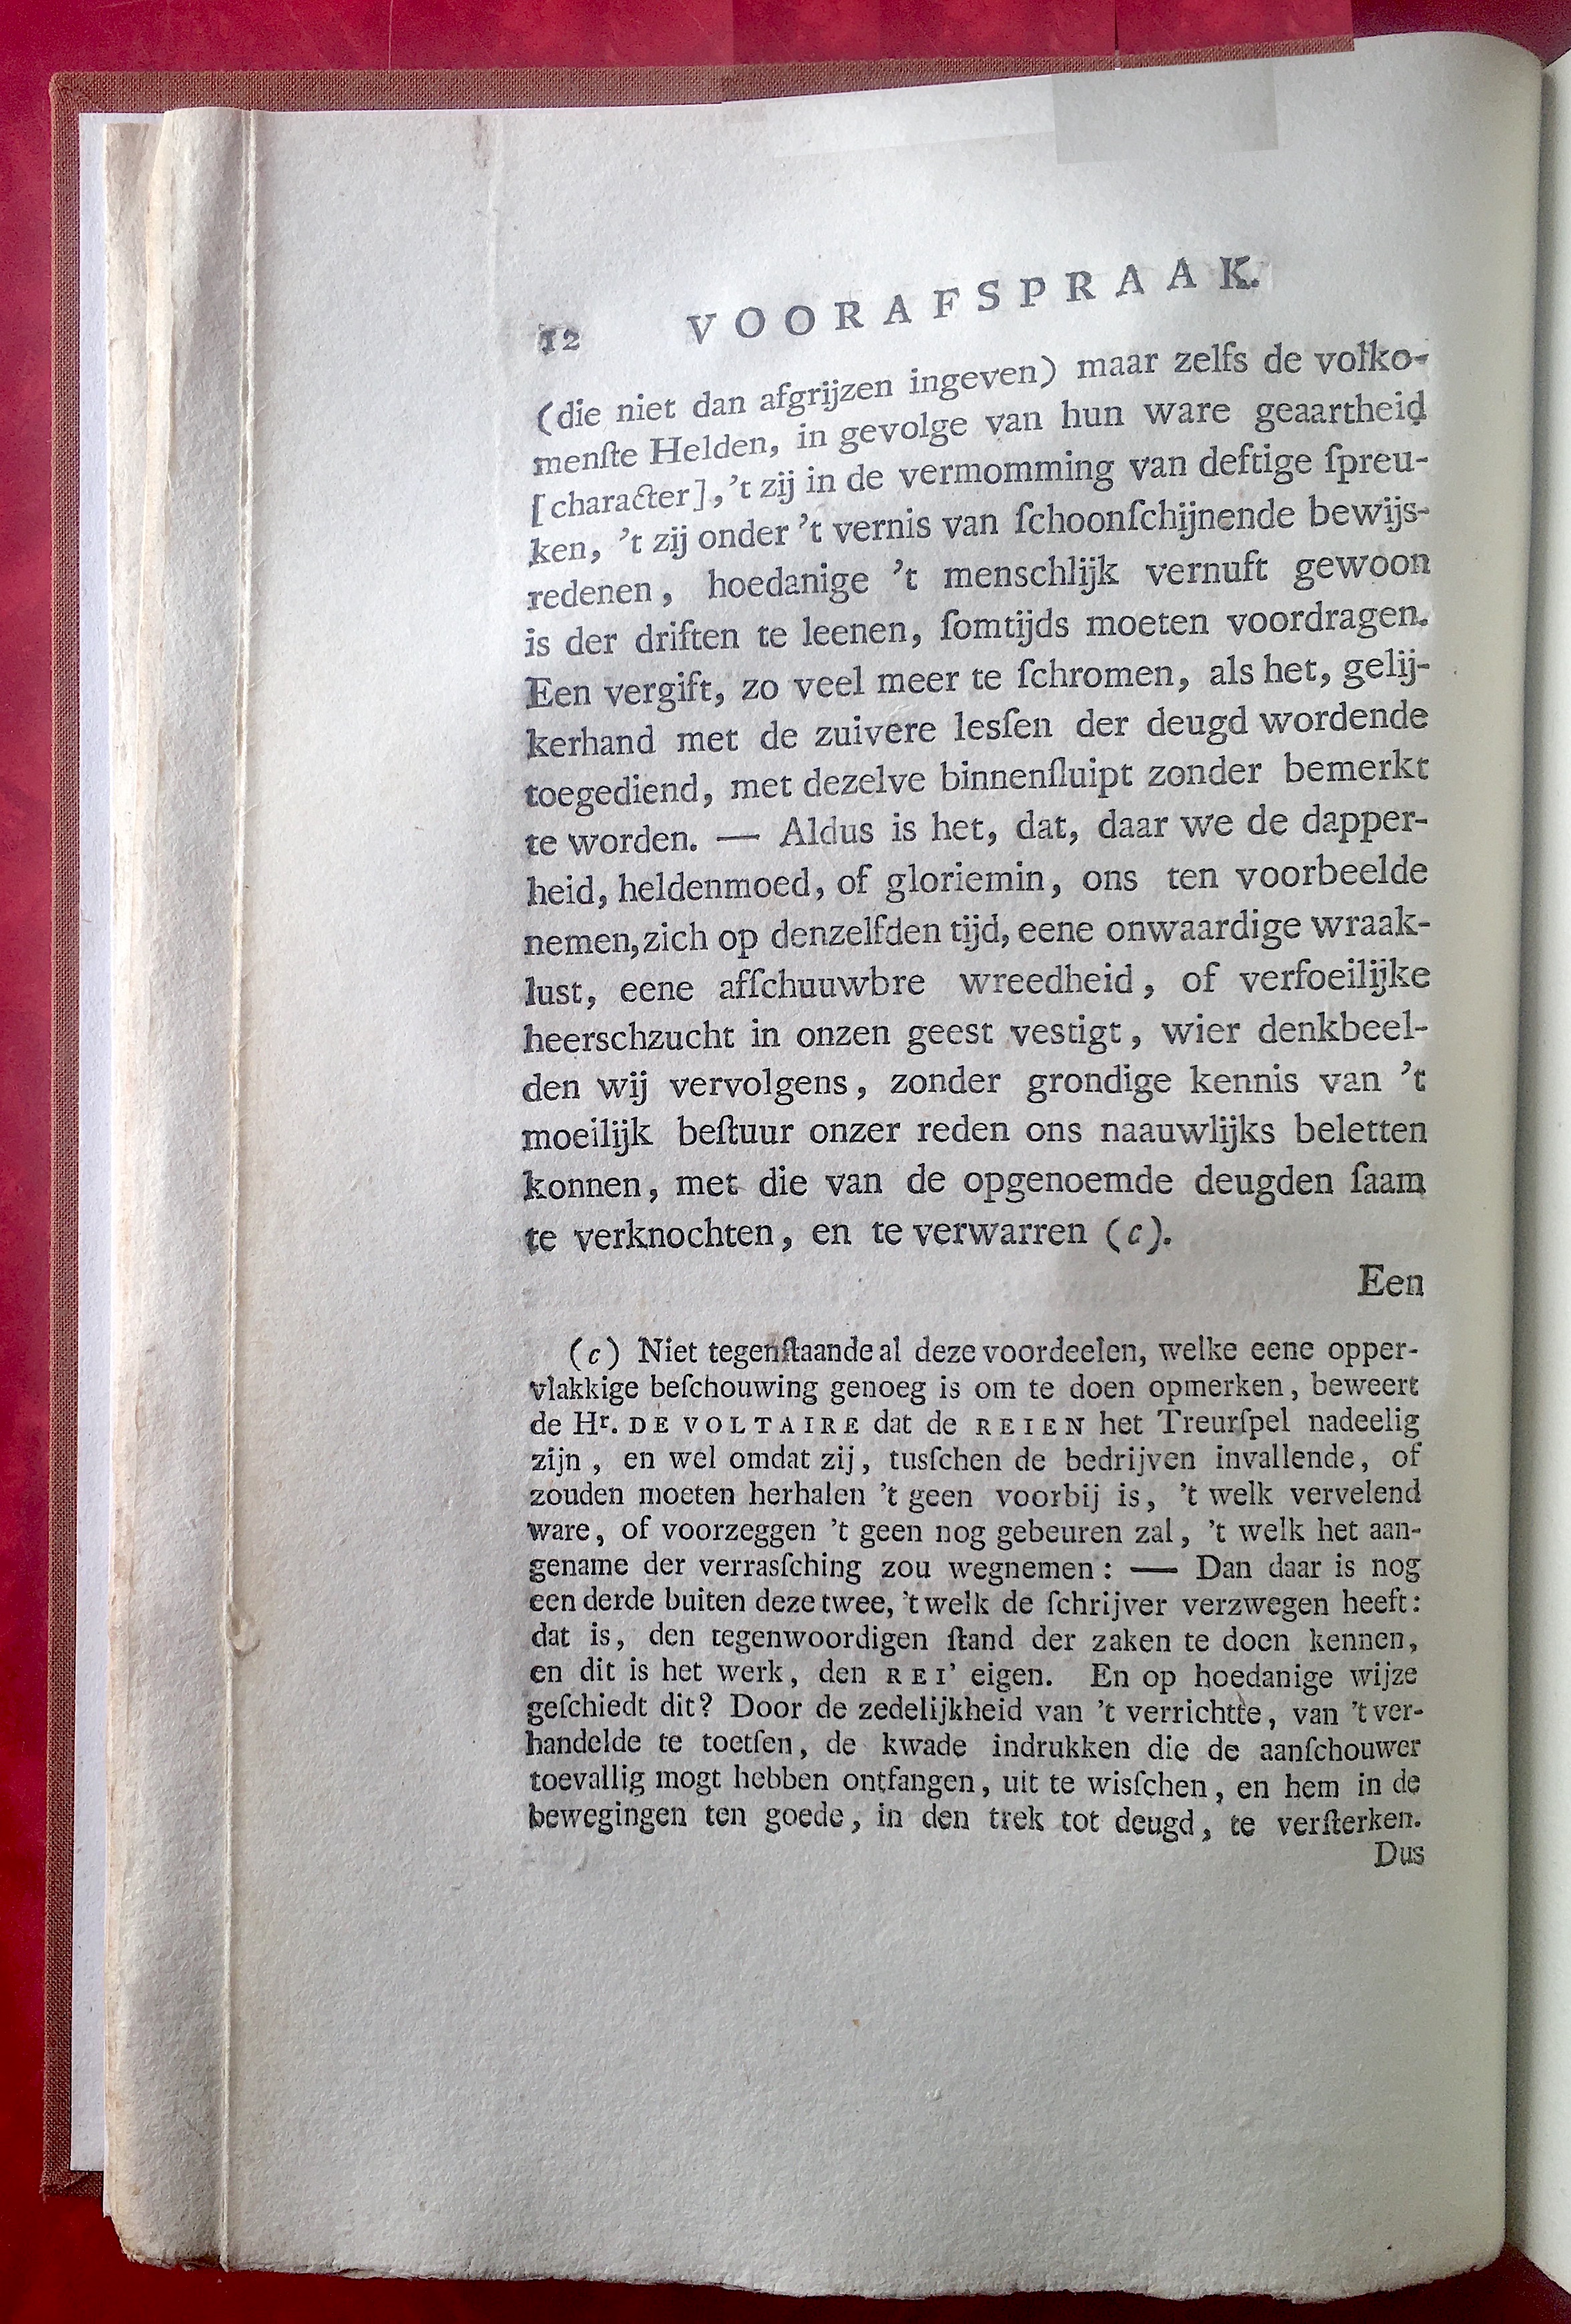 12 VOORAFSPRAAK.
(die niet dan afgrijzen ingeven) maar zelfs de volko-
menſte Helden, in gevolge van hun ware geaartheid
[character], 't zij in de vermomming van deftige ſpreu-
ken, 't zij onder 't vernis van ſchoonſchijnende bewijs-
redenen, hoedanige 't menschlijk vernuft gewoon
is der driften te leenen, ſomtijds moeten voordragen.
Een vergift, zo veel meer te ſchromen, als het, gelij-
kerhand met de zuivere lesſen der deugd wordende
toegediend, met dezelve binnenſluipt zonder bemerkt
te worden. — Aldus is het, dat, daar we de dapper-
heid, heldenmoed, of gloriemin, ons ten voorbeelde
nemen, zich op denzelfden tijd, eene onwaardige wraak-
lust, eene afſchuuwbre wreedheid, of verfoeilijke
heerschzucht in onzen geest vestigt, wier denkbeel-
den wij vervolgens, zonder grondige kennis van 't
moeilijk beſtuur onzer reden ons naauwlijks beletten
konnen, met die van de opgenoemde deugden ſaam
te verknochten, en te verwarren (c).
Een
(c) Niet tegenſtaande al deze voordeelen, welke eene opper-
vlakkige beſchouwing genoeg is om te doen opmerken, beweert
de Hr. DE VOLTAIRE dat de REIEN het Treurſpel nadeelig
zijn, en wel omdat zij, tusſchen de bedrijven invallende, of
zouden moeten herhalen 't geen voorbij is, 't welk vervelend
ware, of voorzeggen 't geen nog gebeuren zal, 't welk het aan-
gename der verrasſching zou wegnemen: — Dan daar is nog
een derde buiten deze twee, 't welk de ſchrijver verzwegen heeft:
dat is, den tegenwoordigen ſtand der zaken te doen kennen,
en dit is het werk, den REI' eigen. En op hoedanige wijze
geſchiedt dit? Door de zedelijkheid van 't verrichtte, van 't ver-
handelde te toetſen, de kwade indrukken die de aanſchouwer
toevallig mogt hebben ontfangen, uit te wisſchen, en hem in de
bewegingen ten goede, in den trek tot deugd, te verſterken.
Dus